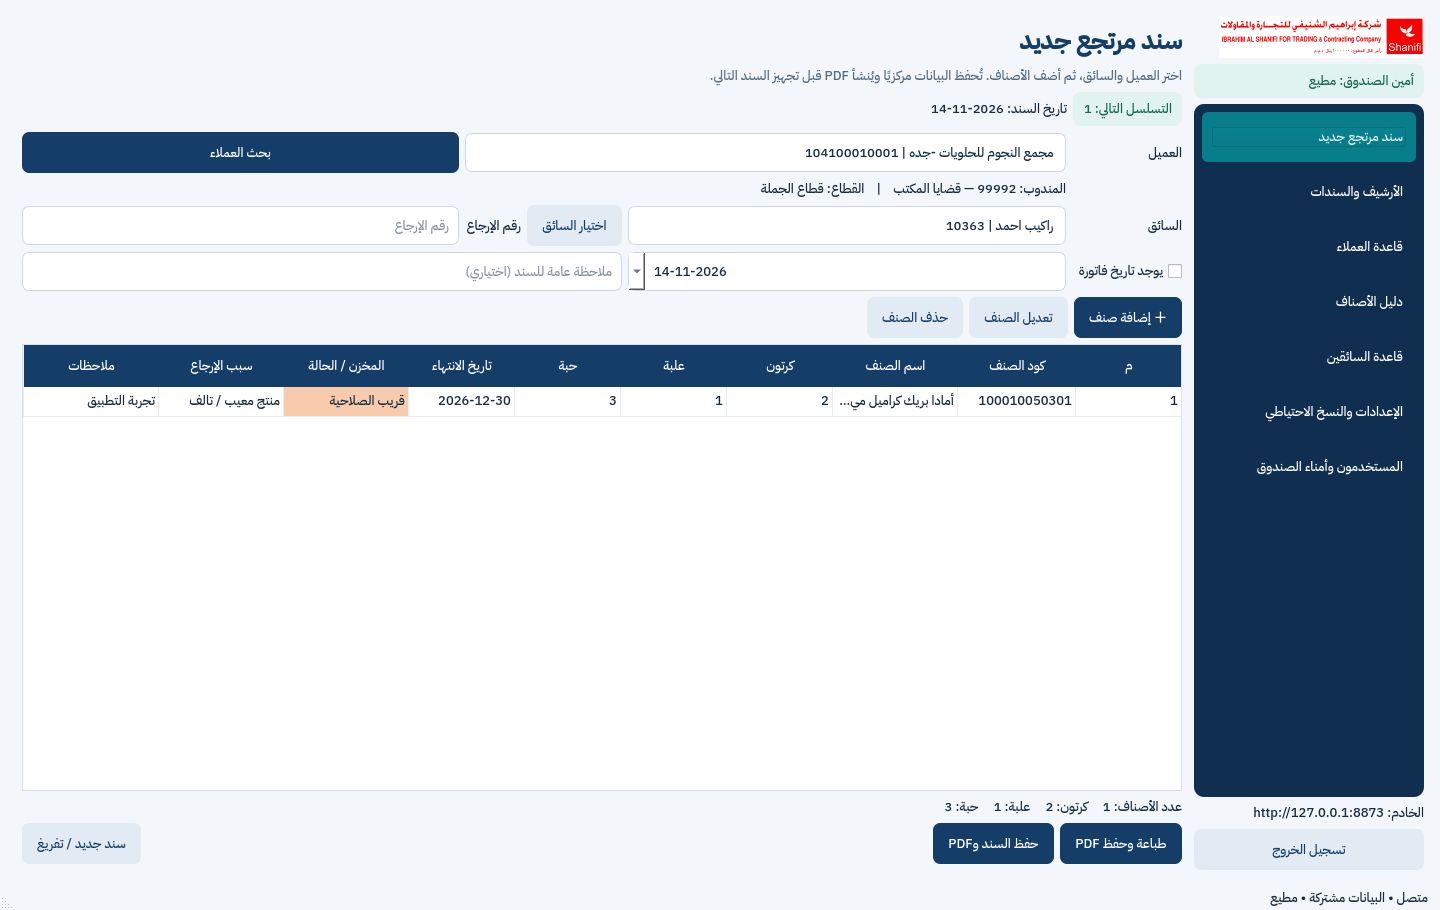 شركة إبراهيم الشنيفي للتجارة والمقاولات
IBRAHIM AL SHANIFI FOR TRADING & Contracting Company
Shanifi
أمين الصندوق: مطيع
سند مرتجع جديد
الأرشيف والسندات
قاعدة العملاء
دليل الأصناف
قاعدة السائقين
الإعدادات والنسخ الاحتياطي
المستخدمون وأمناء الصندوق
الخادم: http://127.0.0.1:8873
تسجيل الخروج
متصل • البيانات مشتركة • مطيع
سند مرتجع جديد
اختر العميل والسائق، ثم أضف الأصناف. تُحفظ البيانات مركزيًا ويُنشأ PDF قبل تجهيز السند التالي.
التسلسل التالي: 1 تاريخ السند: 2026-11-14
العميل مجمع النجوم للحلويات -جده | 104100010001 بحث العملاء
المندوب: 99992 — قضايا المكتب | القطاع: قطاع الجملة
السائق راكيب احمد | 10363 اختيار السائق رقم الإرجاع رقم الإرجاع
يوجد تاريخ فاتورة 14-11-2026 ملاحظة عامة للسند (اختياري)
+ إضافة صنف تعديل الصنف حذف الصنف
م كود الصنف اسم الصنف كرتون علبة حبة تاريخ الانتهاء المخزن / الحالة سبب الإرجاع ملاحظات
1 100010050301 أمادا بريك كراميل مي... 2 1 3 2026-12-30 قريب الصلاحية منتج معيب / تالف تجربة التطبيق
عدد الأصناف: 1 كرتون: 2 علبة: 1 حبة: 3
طباعة وحفظ PDF حفظ السند وPDF سند جديد / تفريغ